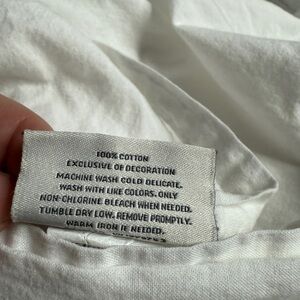 100% COTTON
EXCLUSIVE OF DECORATION
MACHINE WASH COLD DELICATE.
WASH WITH LIKE COLORS. ONLY
NON-CHLORINE BLEACH WHEN NEEDED.
TUMBLE DRY LOW. REMOVE PROMPTLY.
WARM IRON IF NEEDED.